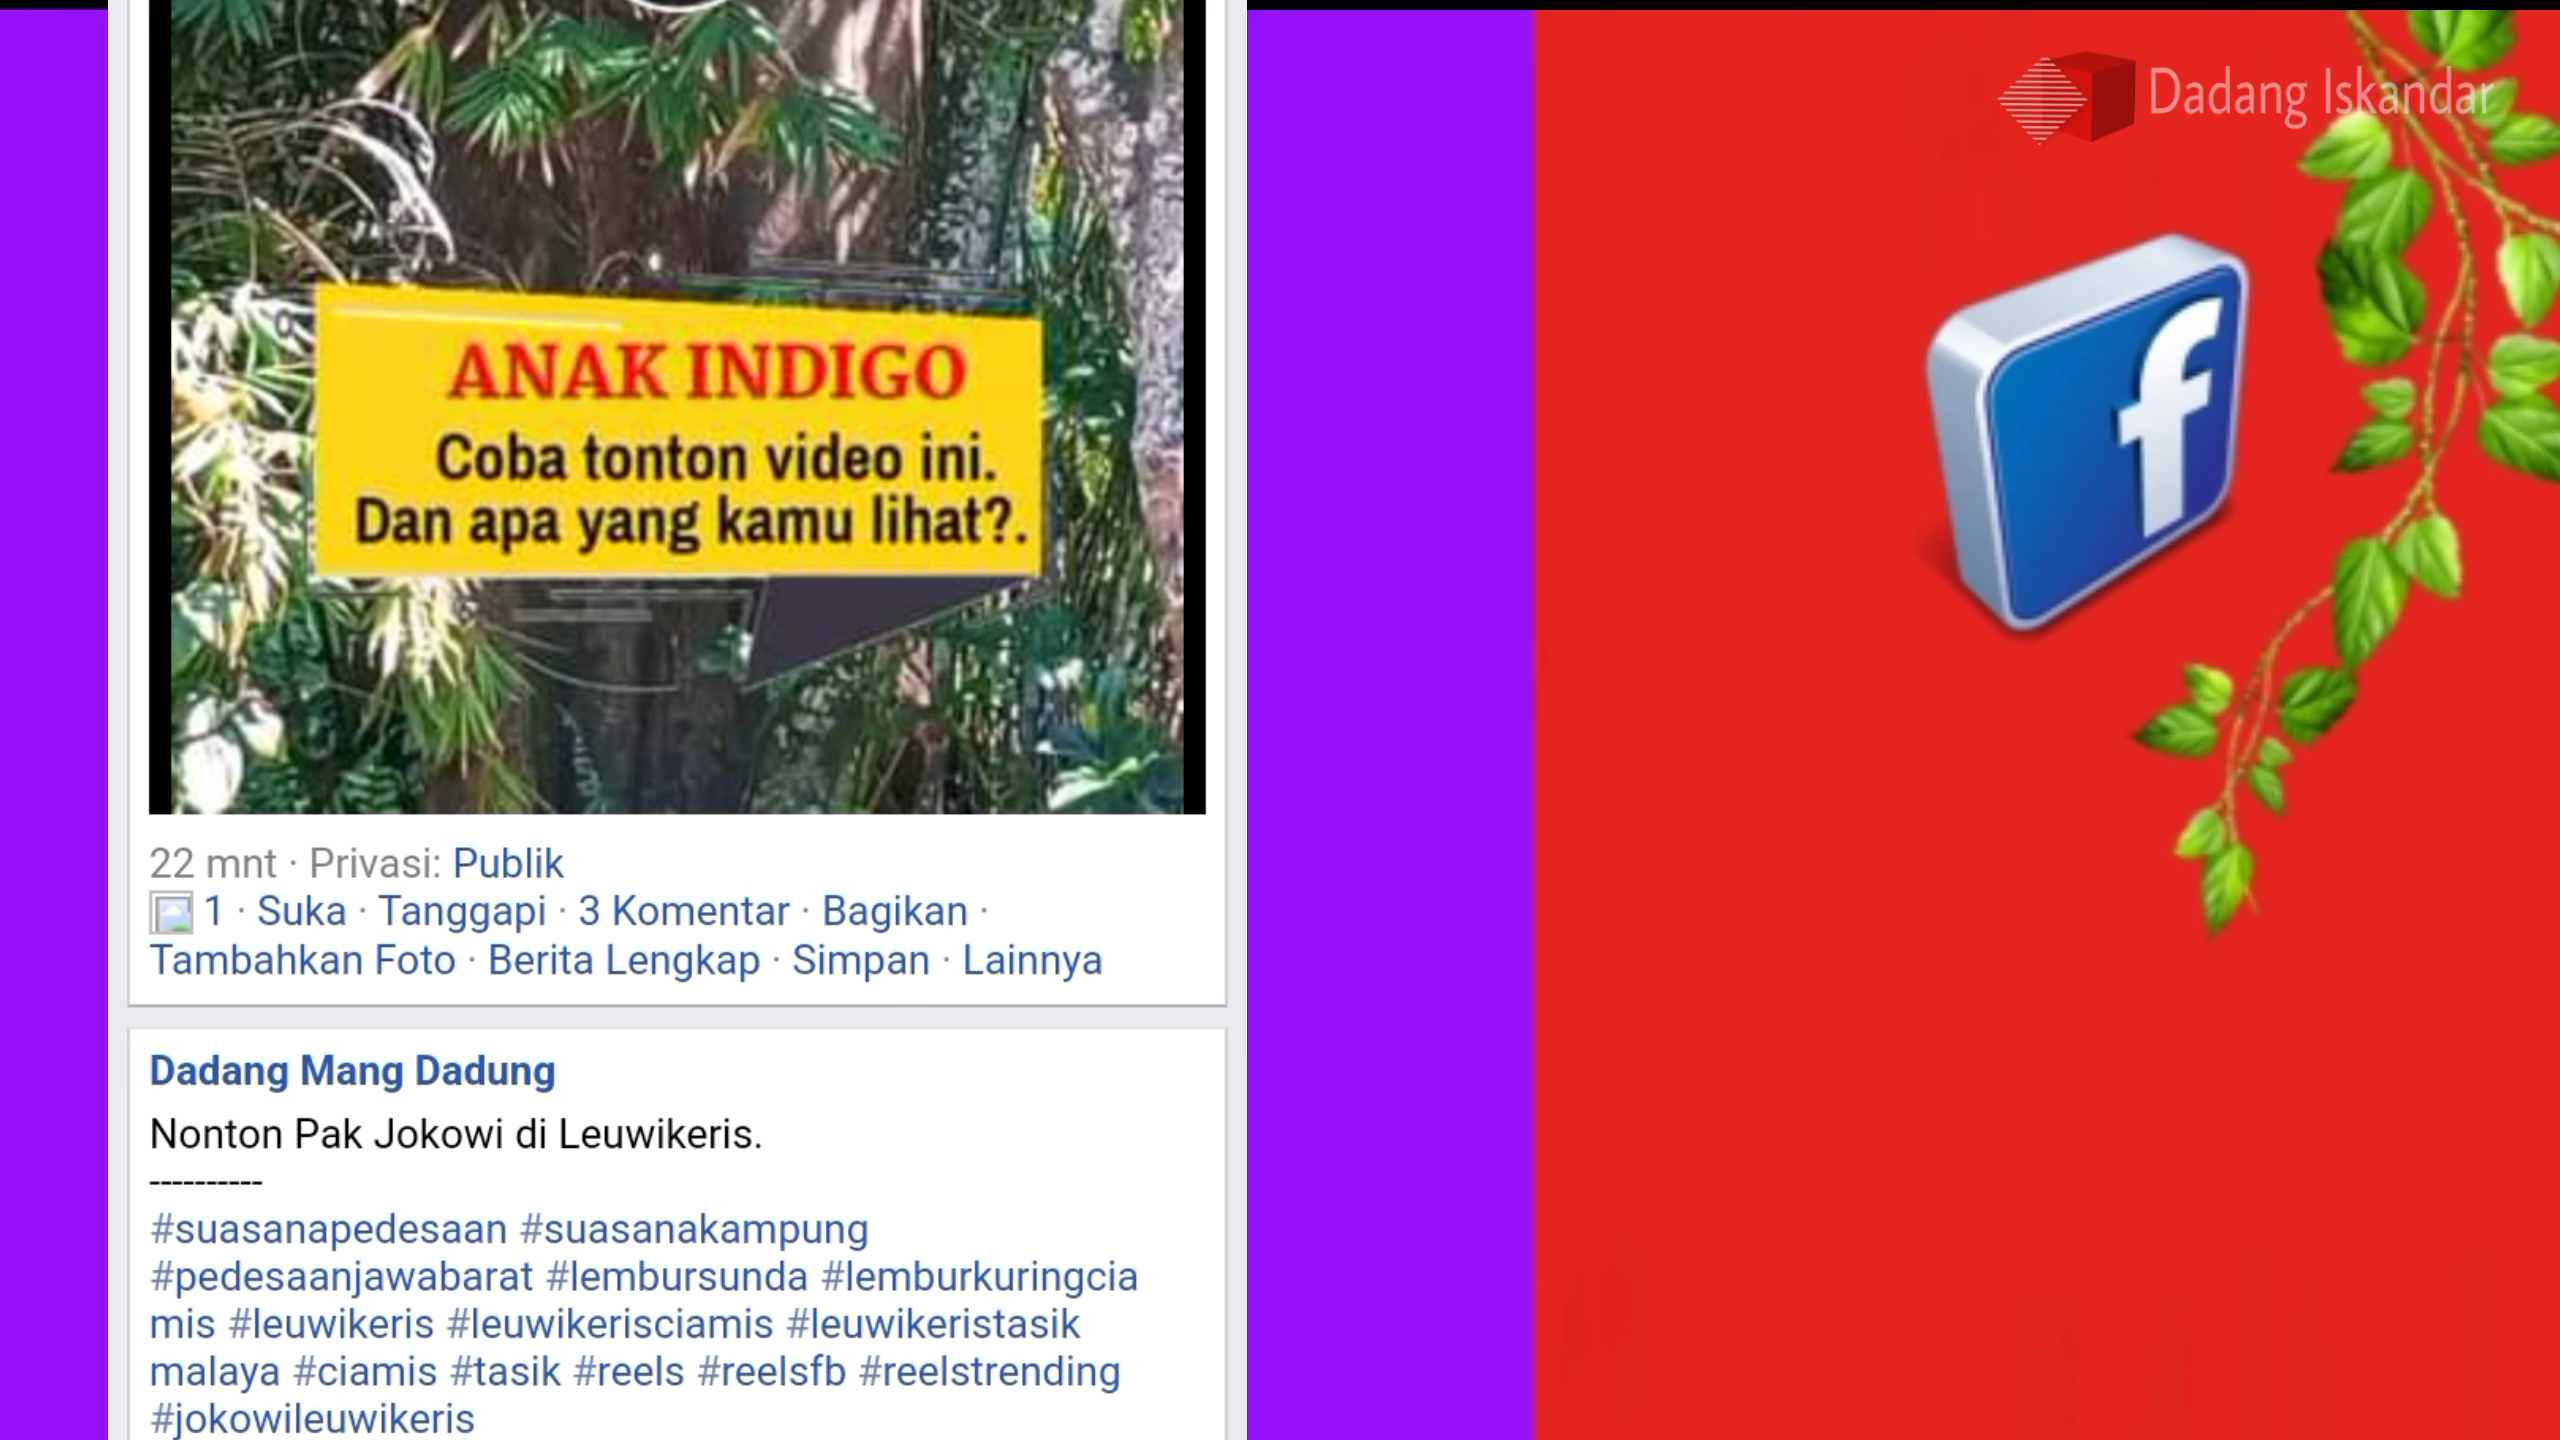 ANAK INDIGO
Coba tonton video ini.
Dan apa yang kamu lihat?.
22 mnt · Privasi: Publik
1 · Suka · Tanggapi · 3 Komentar · Bagikan ·
Tambahkan Foto · Berita Lengkap · Simpan · Lainnya
Dadang Mang Dadung
Nonton Pak Jokowi di Leuwikeris.
----------
#suasanapedesaan #suasanakampung
#pedesaanjawabarat #lembursunda #lemburkuringcia
mis #leuwikeris #leuwikerisciamis #leuwikeristasik
malaya #ciamis #tasik #reels #reelsfb #reelstrending
#jokowileuwikeris
Dadang Iskandar
f